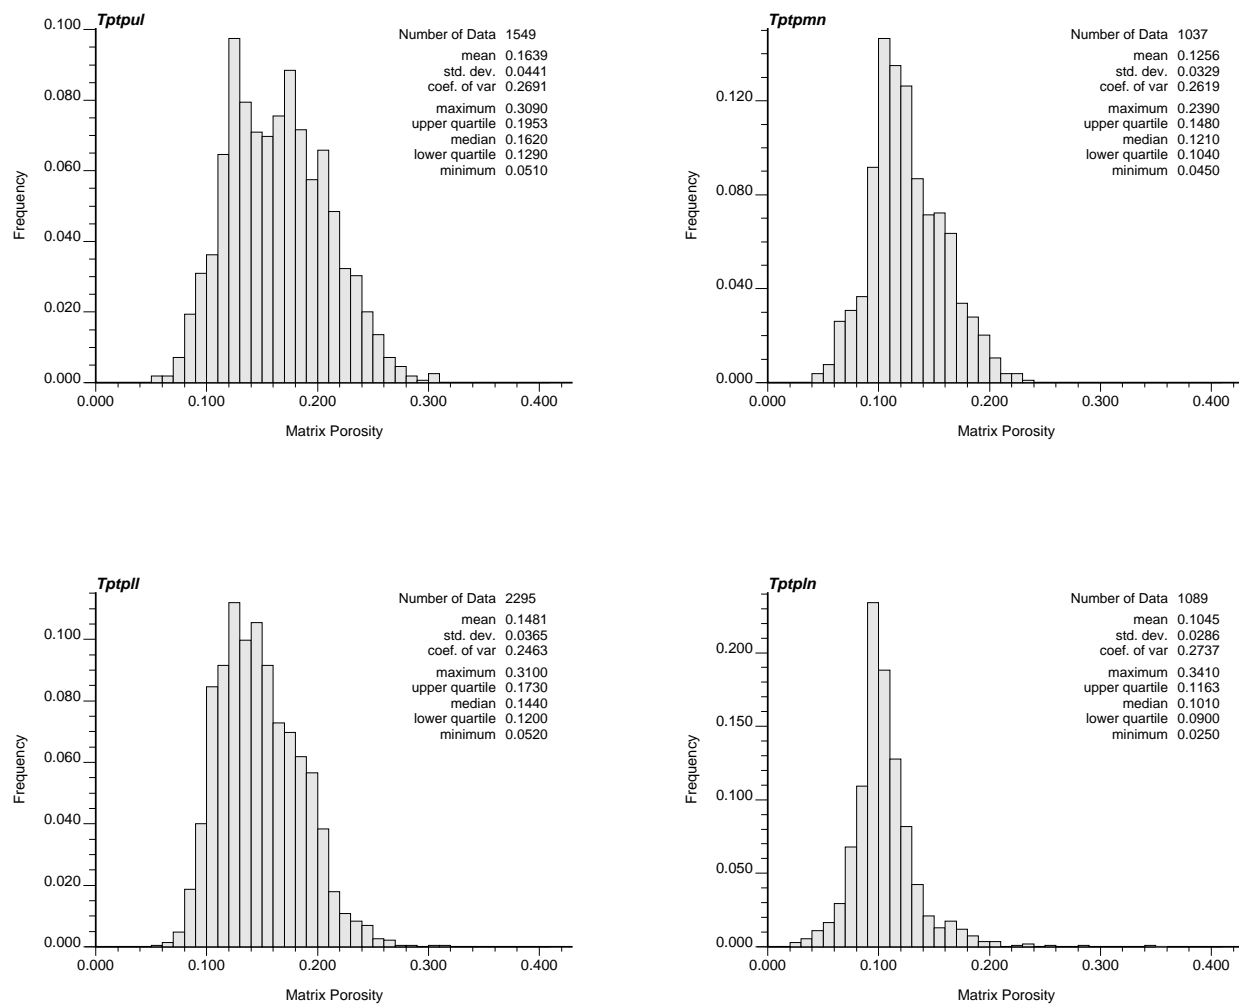 Tptpul
Number of Data 1549
mean 0.1639
std. dev. 0.0441
coef. of var 0.2691
maximum 0.3090
upper quartile 0.1953
median 0.1620
lower quartile 0.1290
minimum 0.0510
Frequency
0.100
0.080
0.060
0.040
0.020
0.000
0.000 0.100 0.200 0.300 0.400
Matrix Porosity
Tptpmn
Number of Data 1037
mean 0.1256
std. dev. 0.0329
coef. of var 0.2619
maximum 0.2390
upper quartile 0.1480
median 0.1210
lower quartile 0.1040
minimum 0.0450
Frequency
0.120
0.080
0.040
0.000
0.000 0.100 0.200 0.300 0.400
Matrix Porosity
Tptpll
Number of Data 2295
mean 0.1481
std. dev. 0.0365
coef. of var 0.2463
maximum 0.3100
upper quartile 0.1730
median 0.1440
lower quartile 0.1200
minimum 0.0520
Frequency
0.100
0.080
0.060
0.040
0.020
0.000
0.000 0.100 0.200 0.300 0.400
Matrix Porosity
Tptpln
Number of Data 1089
mean 0.1045
std. dev. 0.0286
coef. of var 0.2737
maximum 0.3410
upper quartile 0.1163
median 0.1010
lower quartile 0.0900
minimum 0.0250
Frequency
0.200
0.150
0.100
0.050
0.000
0.000 0.100 0.200 0.300 0.400
Matrix Porosity